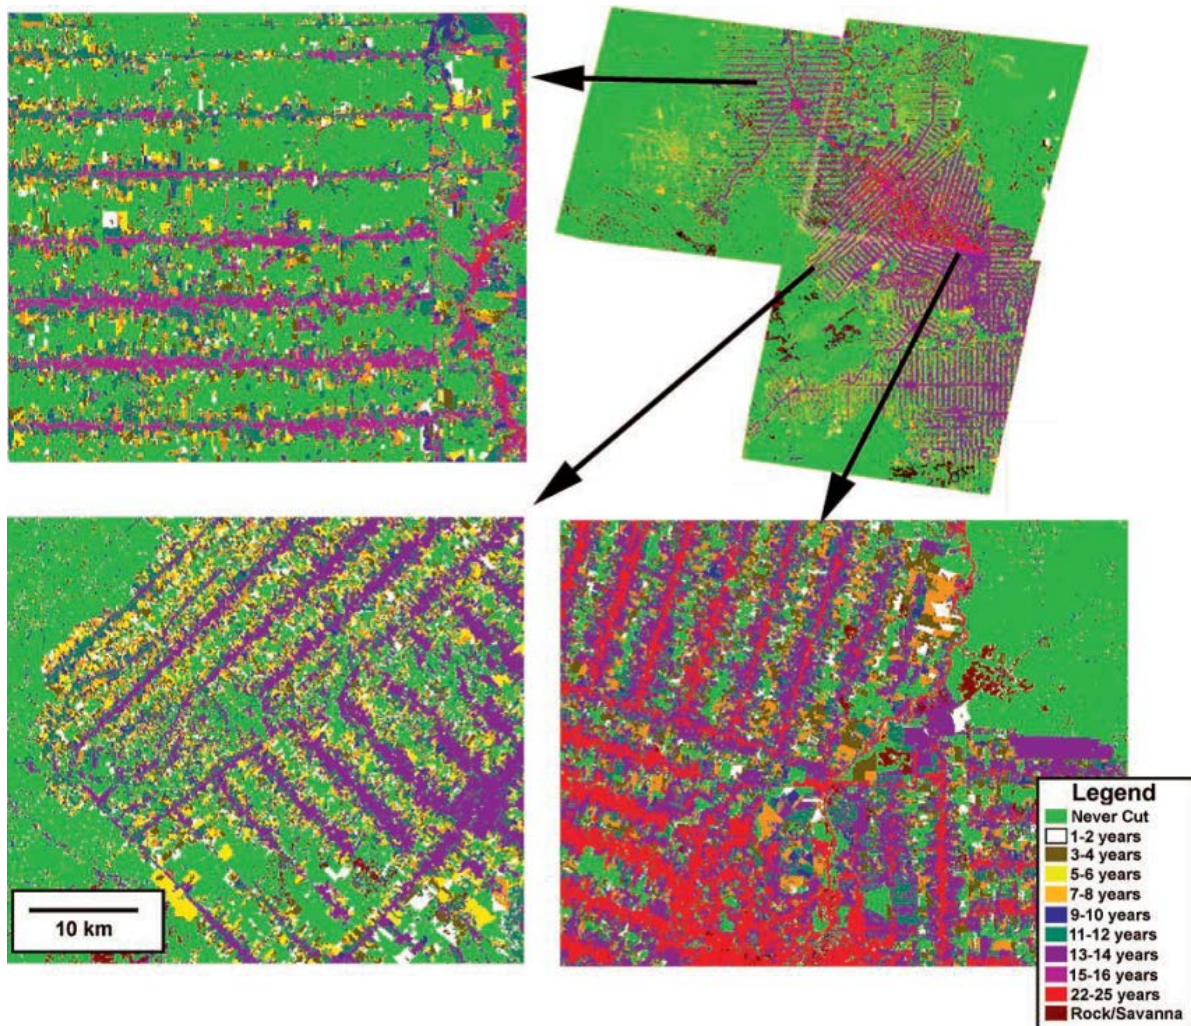 10 km
Legend
Never Cut
1-2 years
3-4 years
5-6 years
7-8 years
9-10 years
11-12 years
13-14 years
15-16 years
22-25 years
Rock/Savanna